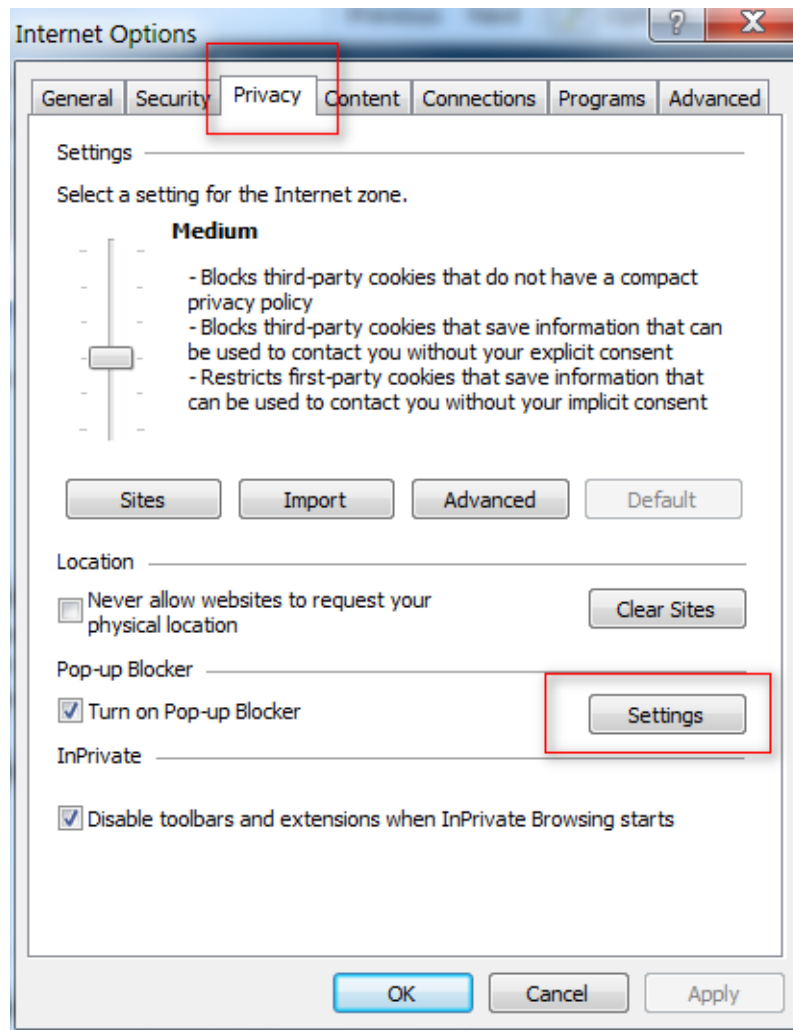 Internet Options
General Security Privacy Content Connections Programs Advanced
Settings
Select a setting for the Internet zone.
Medium
- Blocks third-party cookies that do not have a compact
privacy policy
- Blocks third-party cookies that save information that can
be used to contact you without your explicit consent
- Restricts first-party cookies that save information that
can be used to contact you without your implicit consent
Sites Import Advanced Default
Location
Never allow websites to request your
physical location
Clear Sites
Pop-up Blocker
Turn on Pop-up Blocker
Settings
InPrivate
Disable toolbars and extensions when InPrivate Browsing starts
OK Cancel Apply